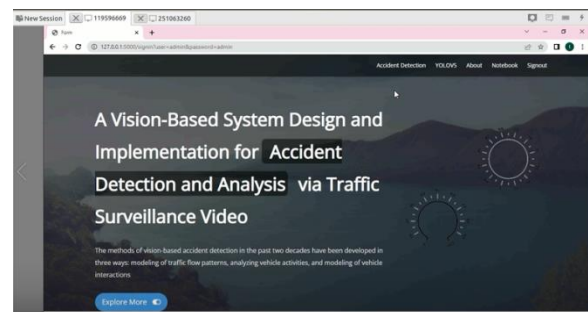 New Session
119596669
251063260
Form
127.0.0.1:5000/signin?user=admin&password=admin
Accident Detection YOLOV5 About Notebook Signout
A Vision-Based System Design and
Implementation for Accident
Detection and Analysis via Traffic
Surveillance Video
The methods of vision-based accident detection in the past two decades have been developed in
three ways: modeling of traffic flow patterns, analyzing vehicle activities, and modeling of vehicle
interactions
Explore More